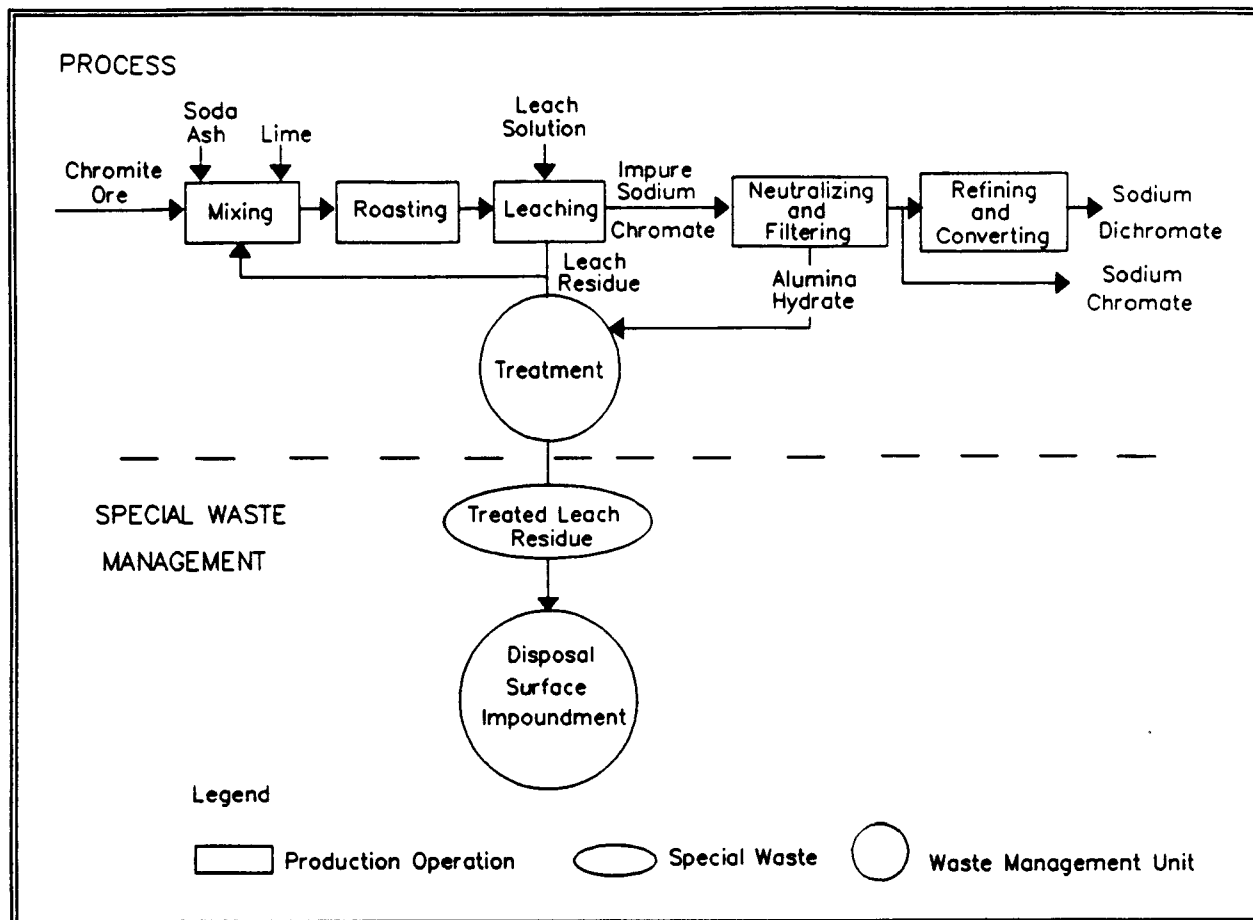 PROCESS
Soda
Ash
Lime
Leach
Solution
Chromite
Ore
Mixing
Roasting
Leaching
Impure
Sodium
Chromate
Neutralizing
and
Filtering
Refining
and
Converting
Sodium
Dichromate
Leach
Residue
Alumina
Hydrate
Sodium
Chromate
Treatment
SPECIAL WASTE
MANAGEMENT
Treated Leach
Residue
Disposal
Surface
Impoundment
Legend
Production Operation
Special Waste
Waste Management Unit